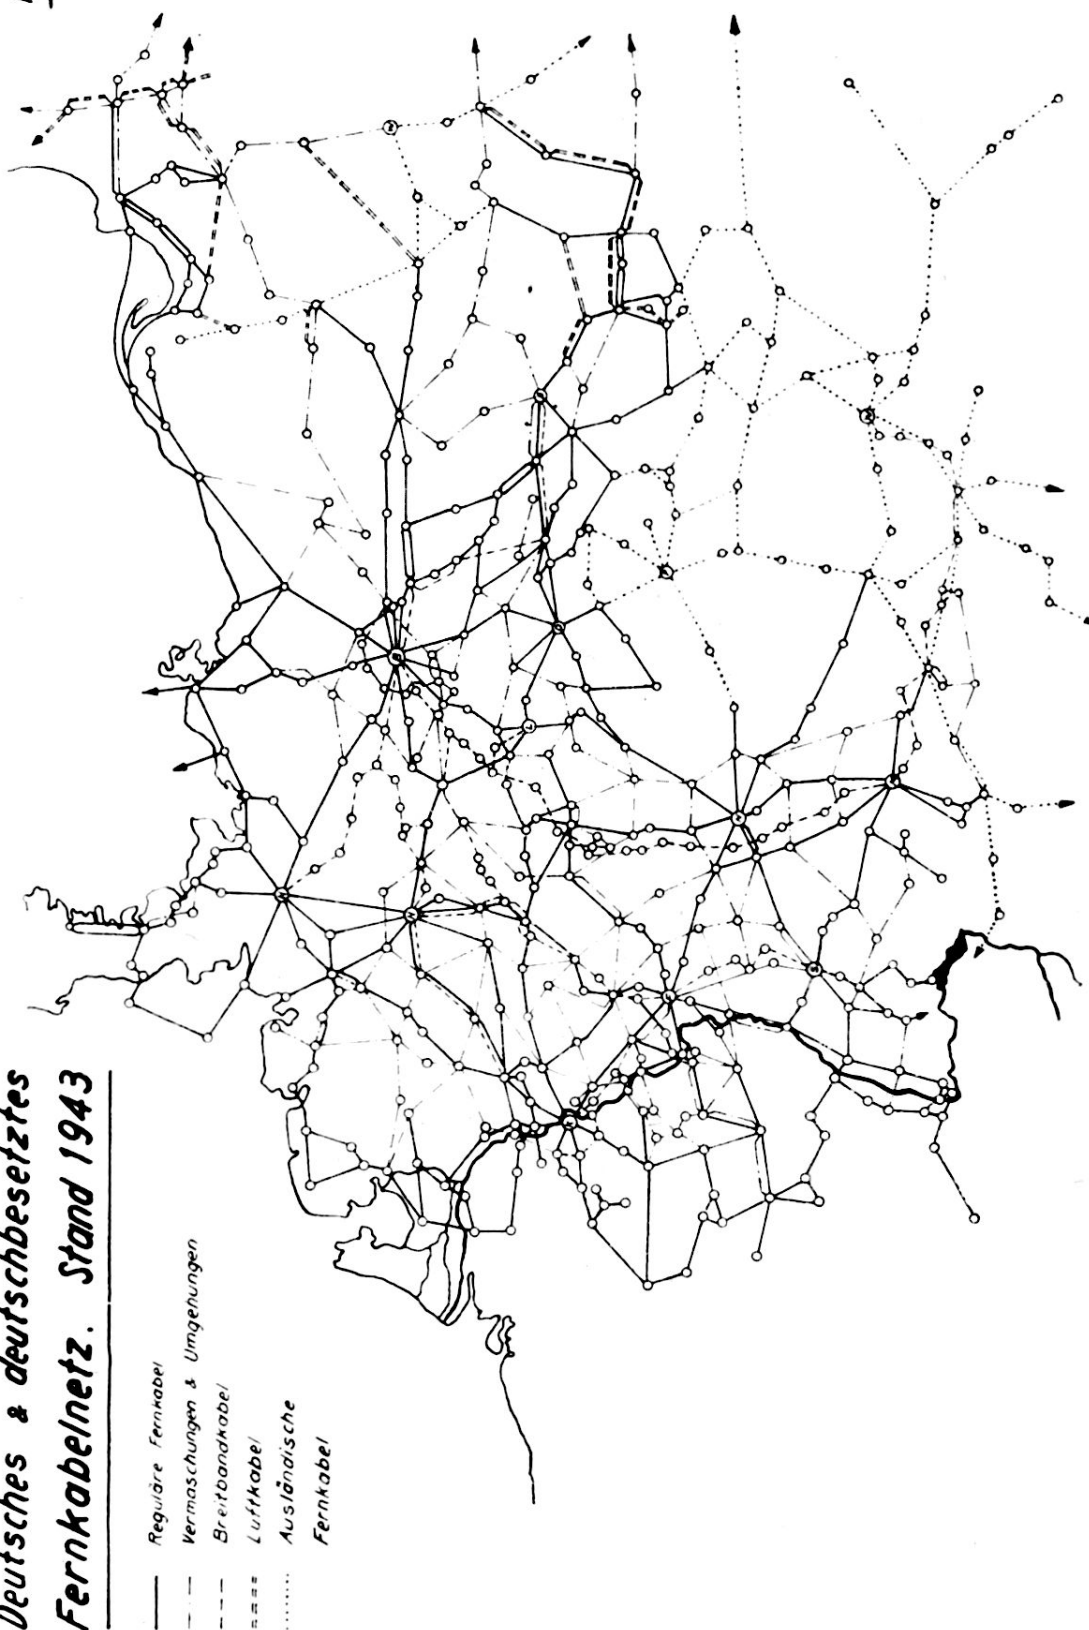 Deutsches & deutschbesetztes
Fernkabelnetz. Stand 1943
Reguläre Fernkabel
Vermaschungen & Umgehungen
Breitbandkabel
Luftkabel
Ausländische
Fernkabel